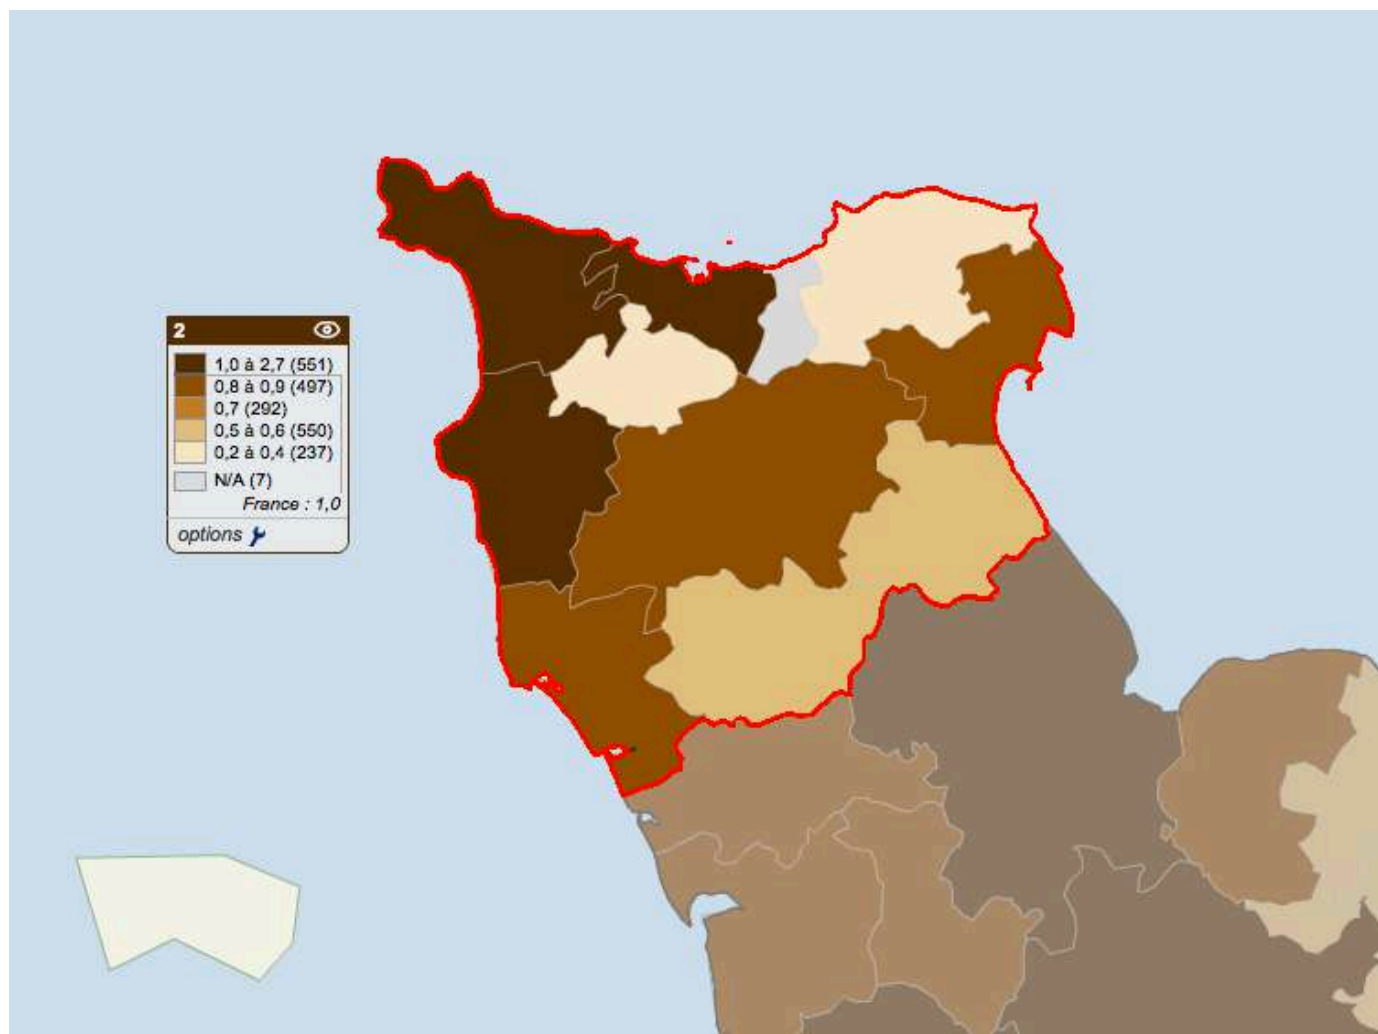 2
1,0 à 2,7 (551)
0,8 à 0,9 (497)
0,7 (292)
0,5 à 0,6 (550)
0,2 à 0,4 (237)
N/A (7)
France : 1,0
options